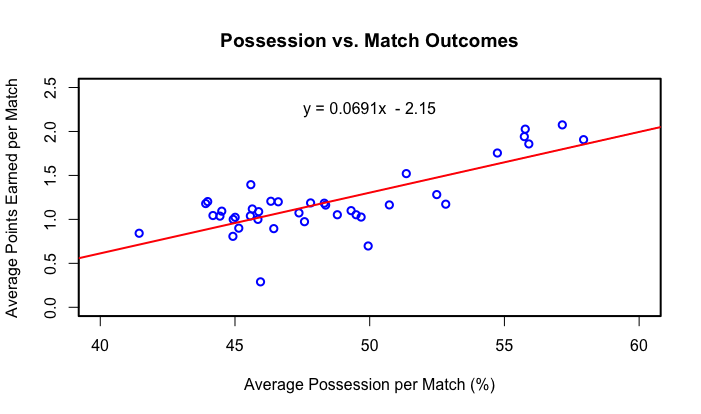 Possession vs. Match Outcomes
y = 0.0691x - 2.15
Average Points Earned per Match
2.5
2.0
1.5
1.0
0.5
0.0
40 45 50 55 60
Average Possession per Match (%)